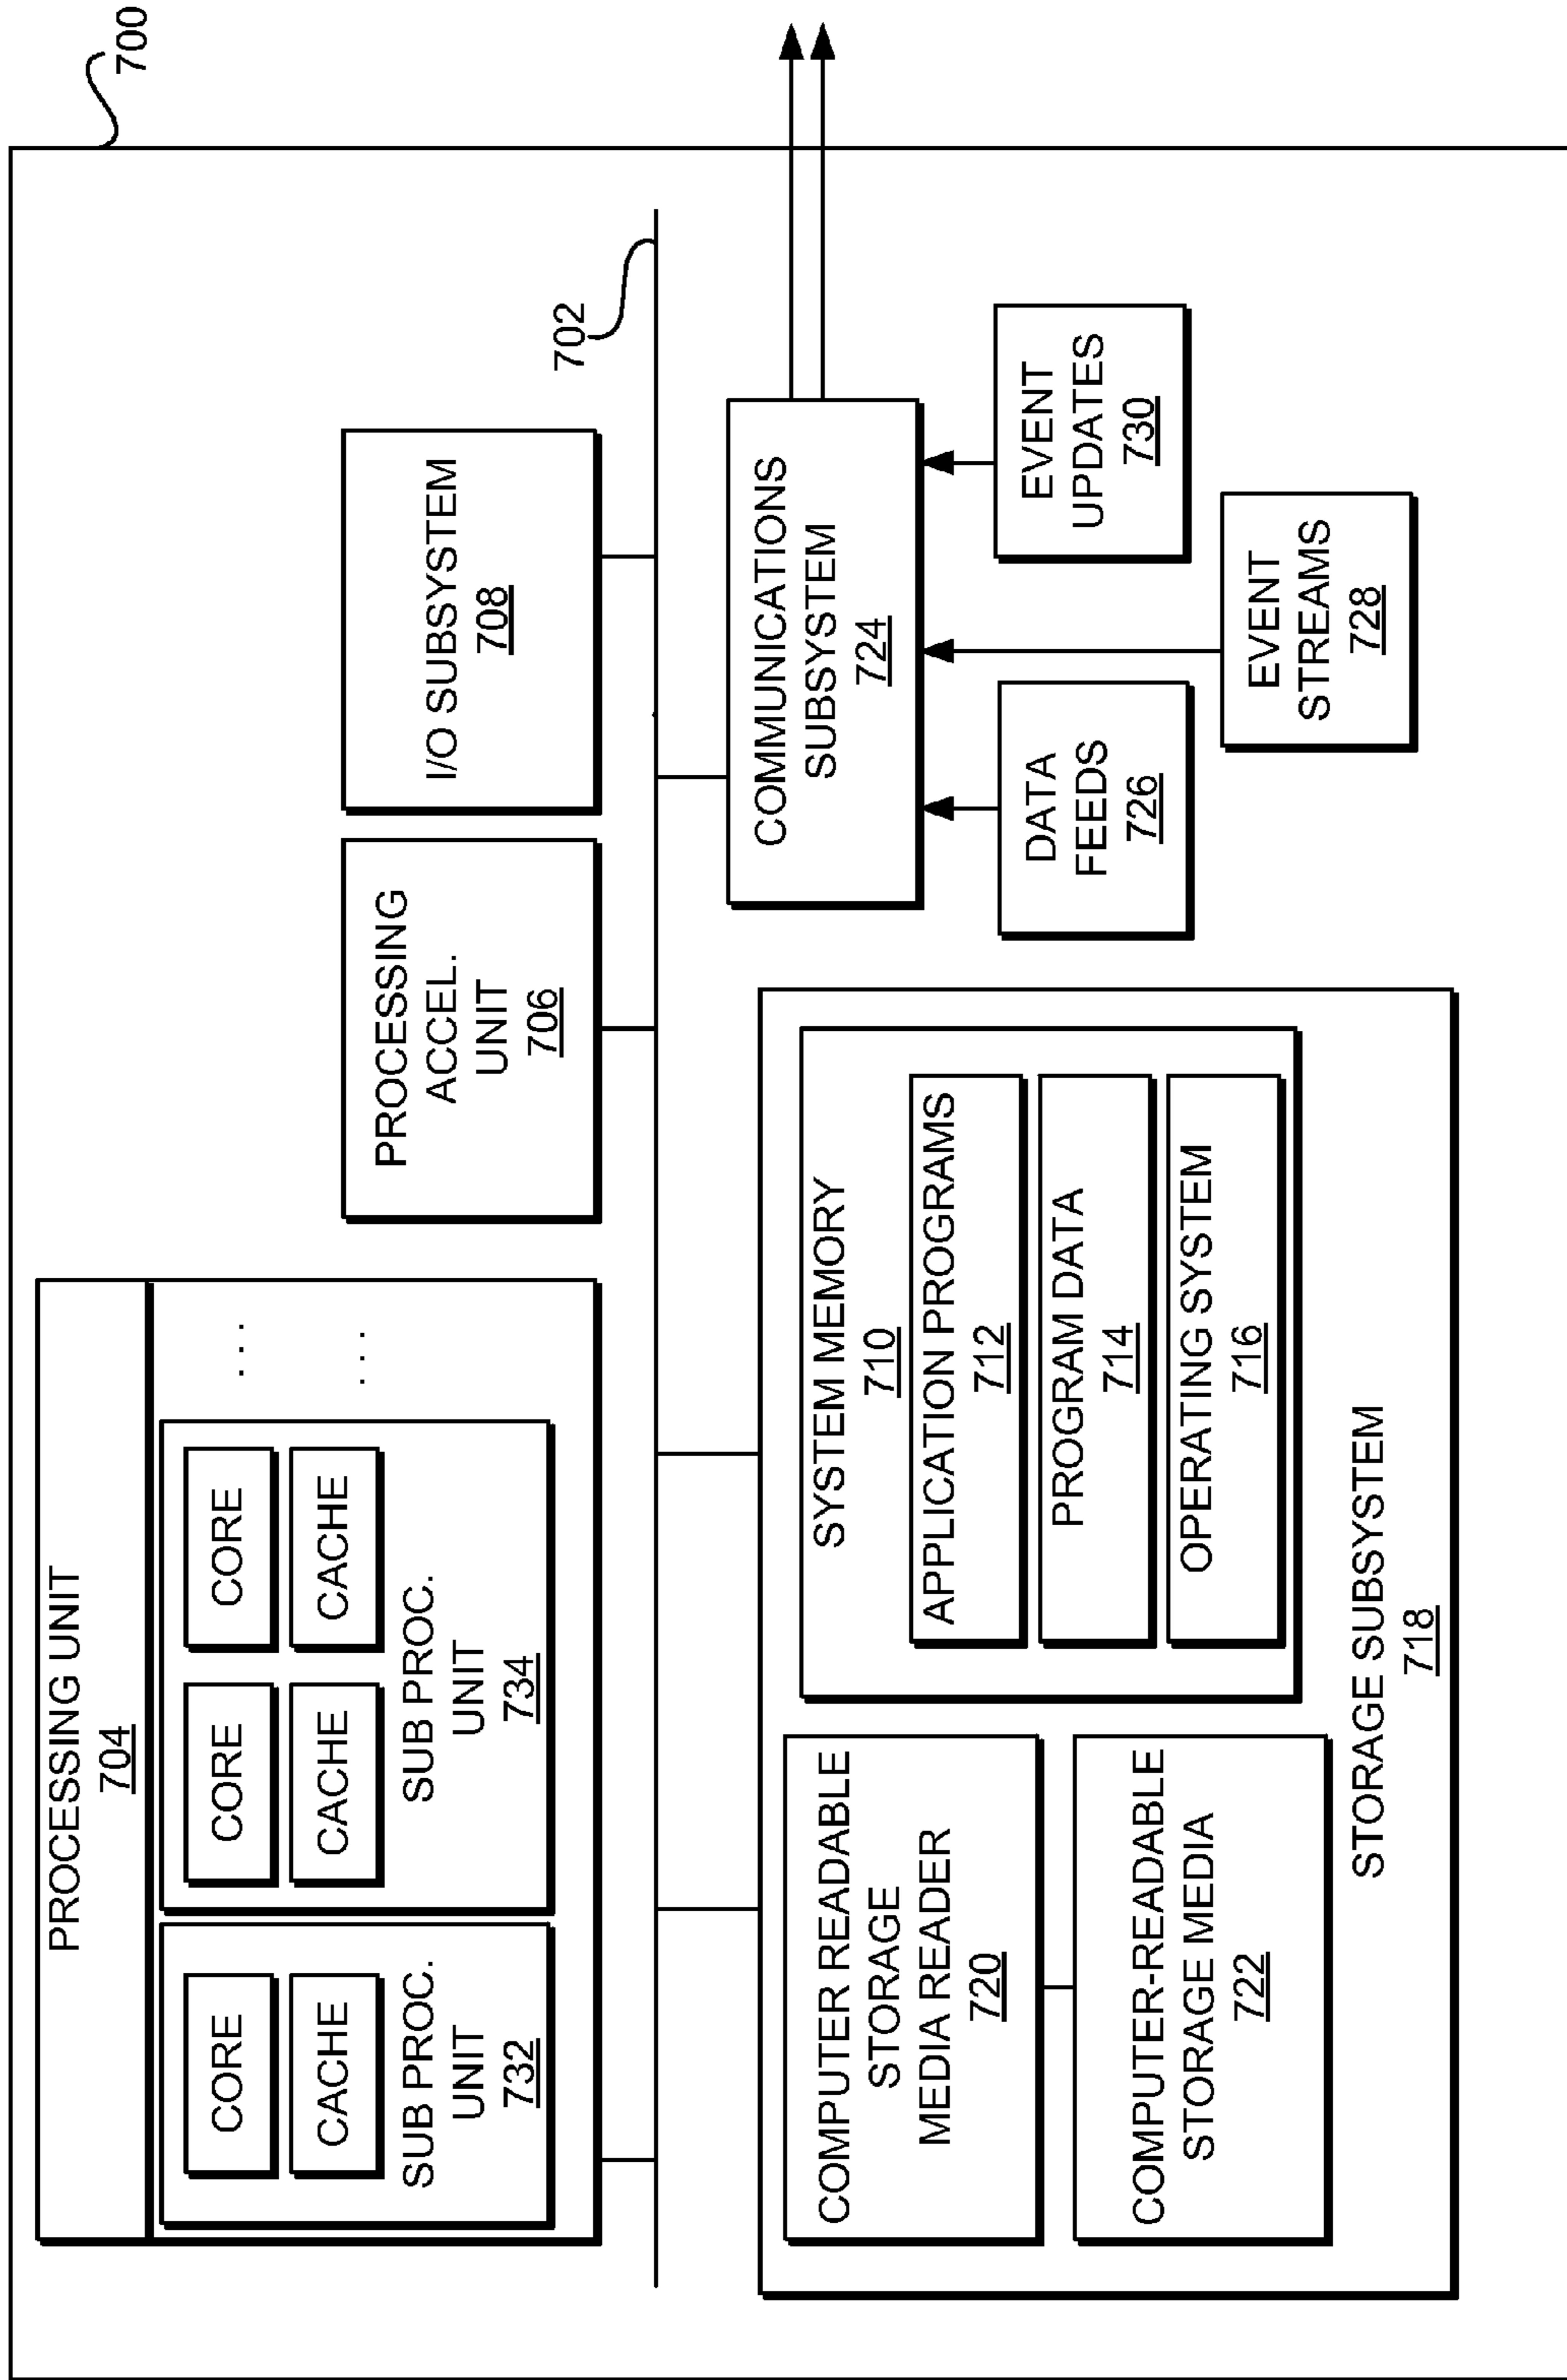 700
PROCESSING UNIT
704
CORE
CACHE
SUB PROC.
UNIT
732
CORE
CORE
CACHE
CACHE
SUB PROC.
UNIT
734
. . .
. . .
PROCESSING
ACCEL.
UNIT
706
I/O SUBSYSTEM
708
702
COMPUTER READABLE
STORAGE
MEDIA READER
720
COMPUTER-READABLE
STORAGE MEDIA
722
SYSTEM MEMORY
710
APPLICATION PROGRAMS
712
PROGRAM DATA
714
OPERATING SYSTEM
716
STORAGE SUBSYSTEM
718
COMMUNICATIONS
SUBSYSTEM
724
DATA
FEEDS
726
EVENT
STREAMS
728
EVENT
UPDATES
730